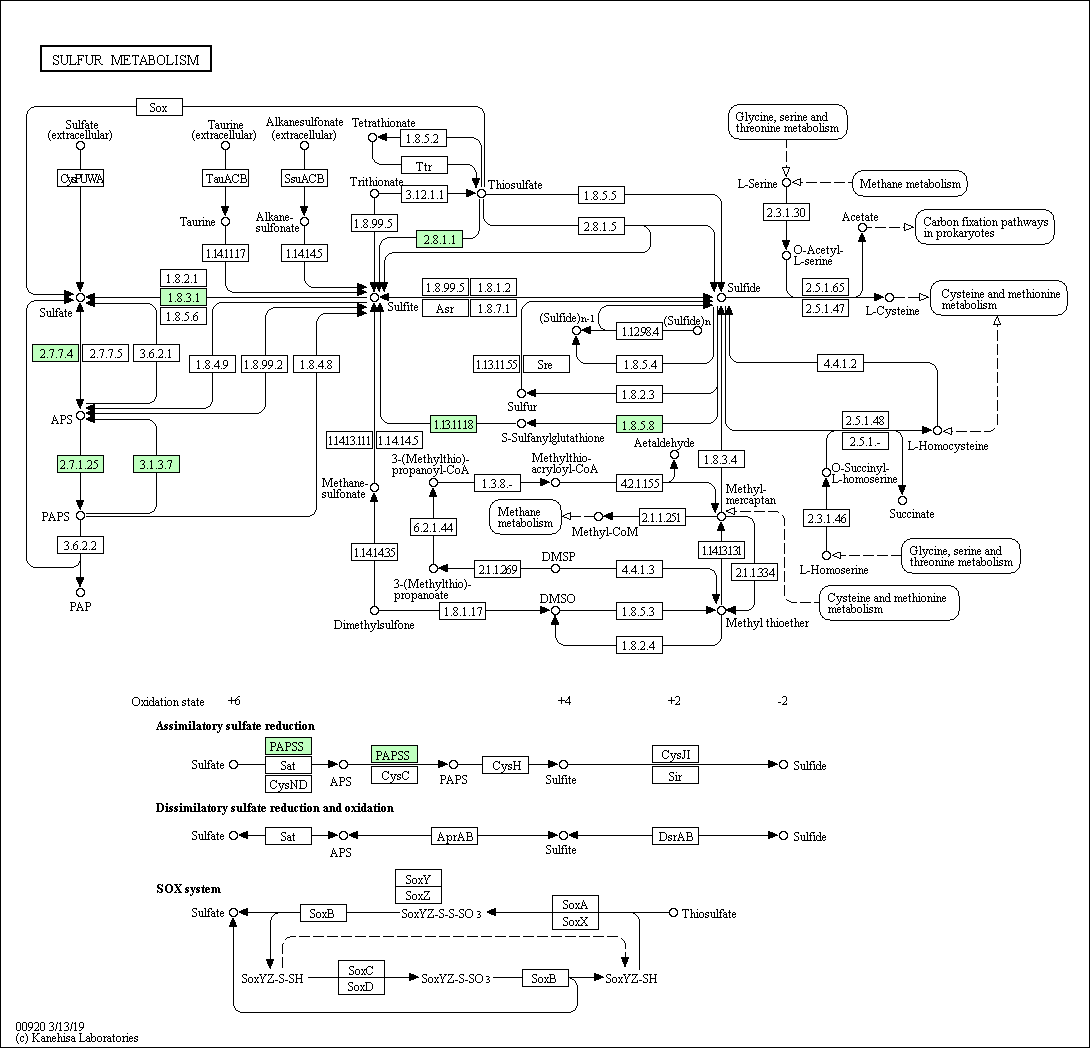 SULFUR METABOLISM
Sox
Sulfate
(extracellular)
Taurine
(extracellular)
Alkanesulfonate
(extracellular)
Tetrathionate
1.8.5.2
Ttr
Glycine, serine and
threonine metabolism
CysPUWA
TauACB
SsuACB
Trithionate
3.12.1.1
Thiosulfate
1.8.5.5
L-Serine
Methane metabolism
Taurine
Alkane-
sulfonate
1.8.99.5
2.8.1.1
2.8.1.5
2.3.1.30
Acetate
Carbon fixation pathways
in prokaryotes
1.14.11.17
1.14.14.5
O-Acetyl-
L-serine
1.8.2.1
1.8.3.1
1.8.5.6
Sulfate
Sulfite
1.8.99.5
1.8.1.2
Asr
1.8.7.1
Sulfide
2.5.1.65
2.5.1.47
L-Cysteine
Cysteine and methionine
metabolism
(Sulfide)n-1
1.12.98.4
(Sulfide)n
2.7.7.4
2.7.7.5
3.6.2.1
1.8.4.9
1.8.99.2
1.8.4.8
1.13.11.55
Sre
1.8.5.4
4.4.1.2
1.8.2.3
Sulfur
APS
1.13.11.18
S-Sulfanylglutathione
1.8.5.8
2.5.1.48
2.5.1.-
L-Homocysteine
1.14.13.111
1.14.14.5
Aetaldehyde
2.7.1.25
3.1.3.7
3-(Methylthio)-
propanoyl-CoA
Methylthio-
acryloyl-CoA
1.8.3.4
O-Succinyl-
L-homoserine
Methane-
sulfonate
1.3.8.-
4.2.1.155
Methyl-
mercaptan
Succinate
PAPS
6.2.1.44
Methane
metabolism
Methyl-CoM
2.1.1.251
2.3.1.46
3.6.2.2
1.14.14.35
1.14.13.131
L-Homoserine
Glycine, serine and
threonine metabolism
DMSP
2.1.1.269
4.4.1.3
2.1.1.334
3-(Methylthio)-
propanoate
PAP
DMSO
Cysteine and methionine
metabolism
Dimethylsulfone
1.8.1.17
1.8.5.3
Methyl thioether
1.8.2.4
Oxidation state
+6
+4
+2
-2
Assimilatory sulfate reduction
PAPSS
Sat
CysND
PAPSS
CysC
CysH
CysJI
Sir
Sulfate
APS
PAPS
Sulfite
Sulfide
Dissimilatory sulfate reduction and oxidation
Sulfate
Sat
APS
AprAB
Sulfite
DsrAB
Sulfide
SOX system
SoxY
SoxZ
Sulfate
SoxB
SoxYZ-S-S-SO 3
SoxA
SoxX
Thiosulfate
SoxYZ-S-SH
SoxC
SoxD
SoxYZ-S-SO 3
SoxB
SoxYZ-SH
00920 3/13/19
(c) Kanehisa Laboratories